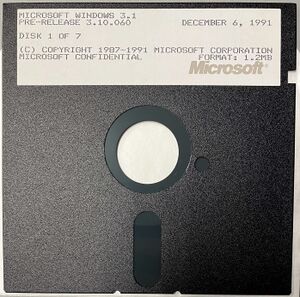 MICROSOFT WINDOWS 3.1
PRE-RELEASE 3.10.060 DECEMBER 6, 1991
DISK 1 OF 7
(C) COPYRIGHT 1987-1991 MICROSOFT CORPORATION
MICROSOFT CONFIDENTIAL FORMAT: 1.2MB
Microsoft